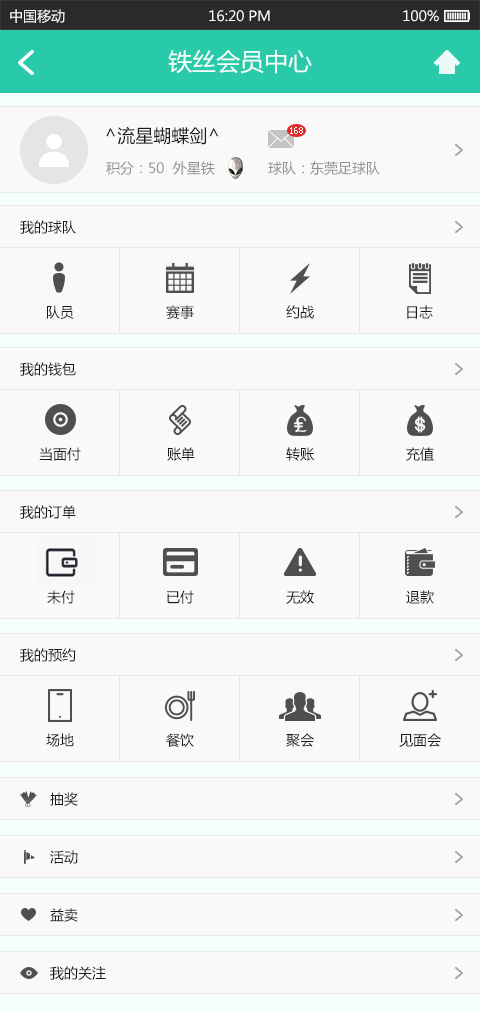 中国移动 16:20 PM 100%
铁丝会员中心
^流星蝴蝶剑^ 168
积分：50 外星铁 球队：东莞足球队
我的球队
队员 赛事 约战 日志
我的钱包
当面付 账单 转账 充值
我的订单
未付 已付 无效 退款
我的预约
场地 餐饮 聚会 见面会
抽奖
活动
益卖
我的关注